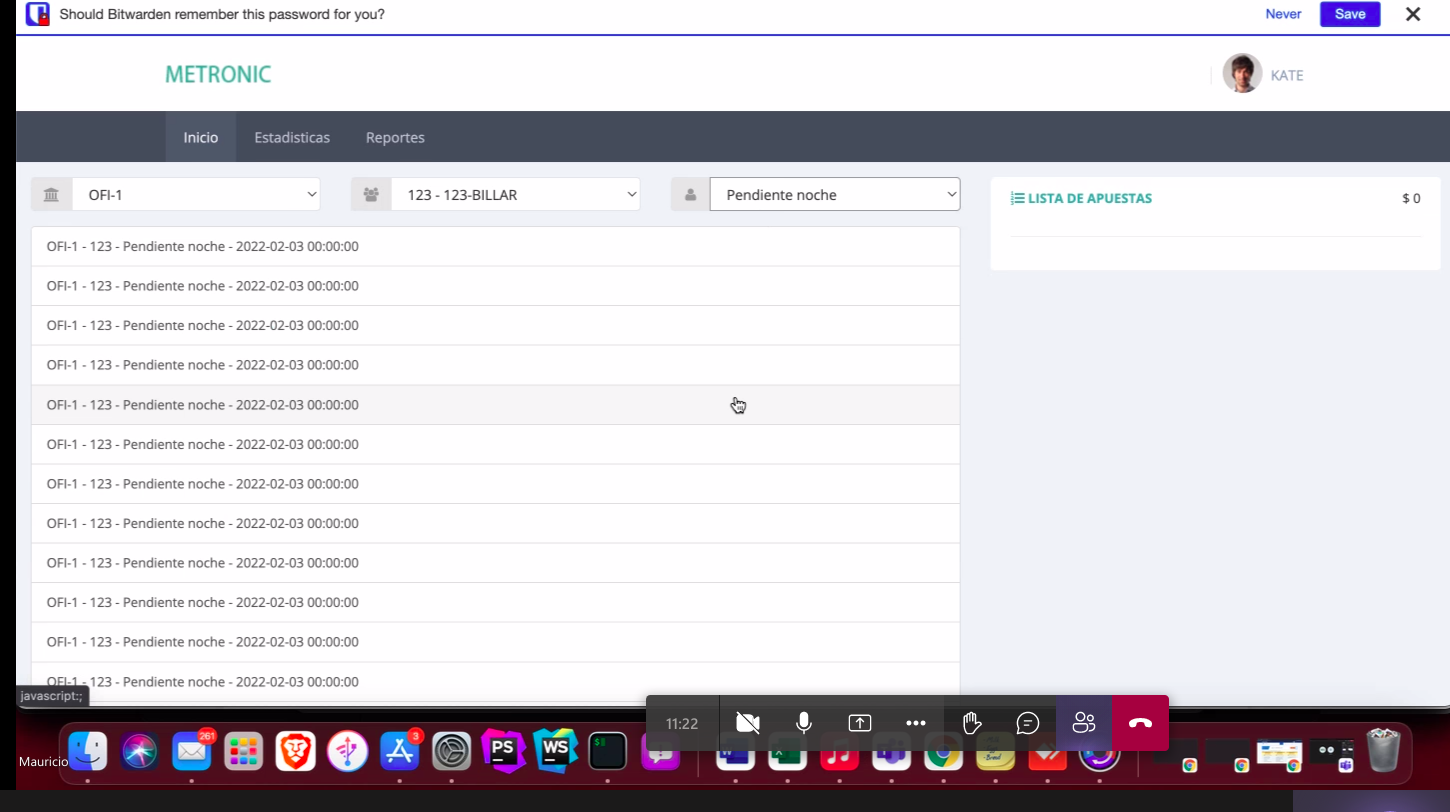 Should Bitwarden remember this password for you?
Never
Save
METRONIC
KATE
Inicio
Estadisticas
Reportes
OFI-1
123 - 123-BILLAR
Pendiente noche
LISTA DE APUESTAS
$ 0
OFI-1 - 123 - Pendiente noche - 2022-02-03 00:00:00
OFI-1 - 123 - Pendiente noche - 2022-02-03 00:00:00
OFI-1 - 123 - Pendiente noche - 2022-02-03 00:00:00
OFI-1 - 123 - Pendiente noche - 2022-02-03 00:00:00
OFI-1 - 123 - Pendiente noche - 2022-02-03 00:00:00
OFI-1 - 123 - Pendiente noche - 2022-02-03 00:00:00
OFI-1 - 123 - Pendiente noche - 2022-02-03 00:00:00
OFI-1 - 123 - Pendiente noche - 2022-02-03 00:00:00
OFI-1 - 123 - Pendiente noche - 2022-02-03 00:00:00
OFI-1 - 123 - Pendiente noche - 2022-02-03 00:00:00
OFI-1 - 123 - Pendiente noche - 2022-02-03 00:00:00
OFI-1 - 123 - Pendiente noche - 2022-02-03 00:00:00
javascript:;
11:22
Mauricio
261
3
PS
WS